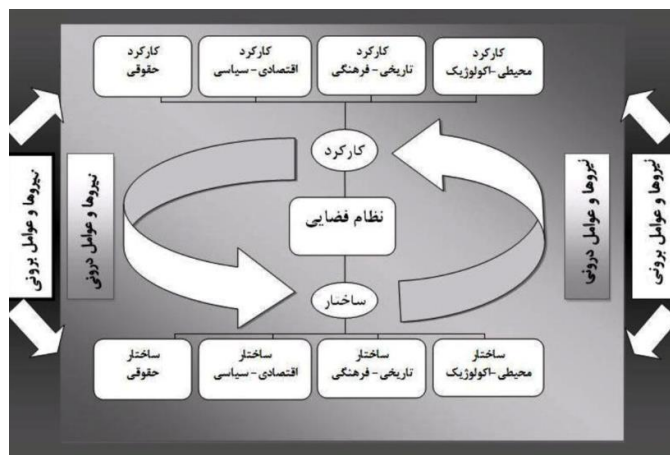 کارکرد
محیطی-اکولوژیک
کارکرد
تاریخی-فرهنگی
کارکرد
اقتصادی-سیاسی
کارکرد
حقوقی
کارکرد
نیروها و عوامل برونی
نیروها و عوامل درونی
نظام فضایی
نیروها و عوامل درونی
نیروها و عوامل برونی
ساختار
ساختار
محیطی-اکولوژیک
ساختار
تاریخی-فرهنگی
ساختار
اقتصادی-سیاسی
ساختار
حقوقی